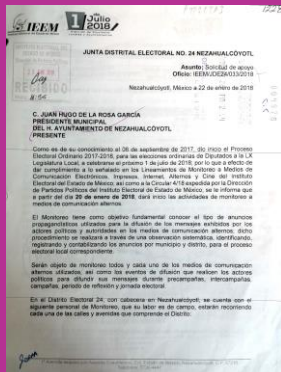 IEEM
1 Julio
2018
JUNTA DISTRITAL ELECTORAL NO. 24 NEZAHUALCÓYOTL
Asunto: Solicitud de apoyo
Oficio: IEEM/JDE24/033/2018
Nezahualcóyotl, México a 22 de enero de 2018
RECIBIDO
C. JUAN HUGO DE LA ROSA GARCÍA
PRESIDENTE MUNICIPAL
DEL H. AYUNTAMIENTO DE NEZAHUALCÓYOTL
PRESENTE
Como es de su conocimiento el 06 de septiembre de 2017, dio inicio el Proceso
Electoral Ordinario 2017-2018, para las elecciones ordinarias de Diputados a la LX
Legislatura Local, a celebrarse el próximo 1 de julio de 2018, por lo que a efecto de
dar cumplimiento a lo señalado en los Lineamientos de Monitoreo a Medios de
Comunicación Electrónicos, Impresos, Internet, Alternos y Cine del Instituto
Electoral del Estado de México; así como a la Circular 4/18 expedida por la Dirección
de Partidos Políticos del Instituto Electoral de Estado de México, se le informa que
a partir del día 20 de enero de 2018, dará inicio las actividades de monitoreo a
medios de comunicación alternos.
El Monitoreo tiene como objetivo fundamental conocer el tipo de anuncios
propagandísticos utilizados para la difusión de los mensajes exhibidos por los
actores políticos y autoridades en los medios de comunicación alternos, dicho
procedimiento se realizará a través de una observación sistemática, identificando,
registrando y contabilizando los anuncios por municipio y distrito, para el proceso
electoral local correspondiente.
Serán objeto de monitoreo todos y cada uno de los medios de comunicación
alternos utilizados, así como los eventos de difusión que realicen los actores
políticos para difundir sus mensajes durante precampañas, intercampañas,
campañas, periodo de reflexión y jornada electoral.
En el Distrito Electoral 24, con cabecera en Nezahualcóyotl, se cuenta con el
siguiente personal de Monitoreo, que su labor es de campo, estarán recorriendo
cada una de las calles y avenidas que comprende el Distrito: